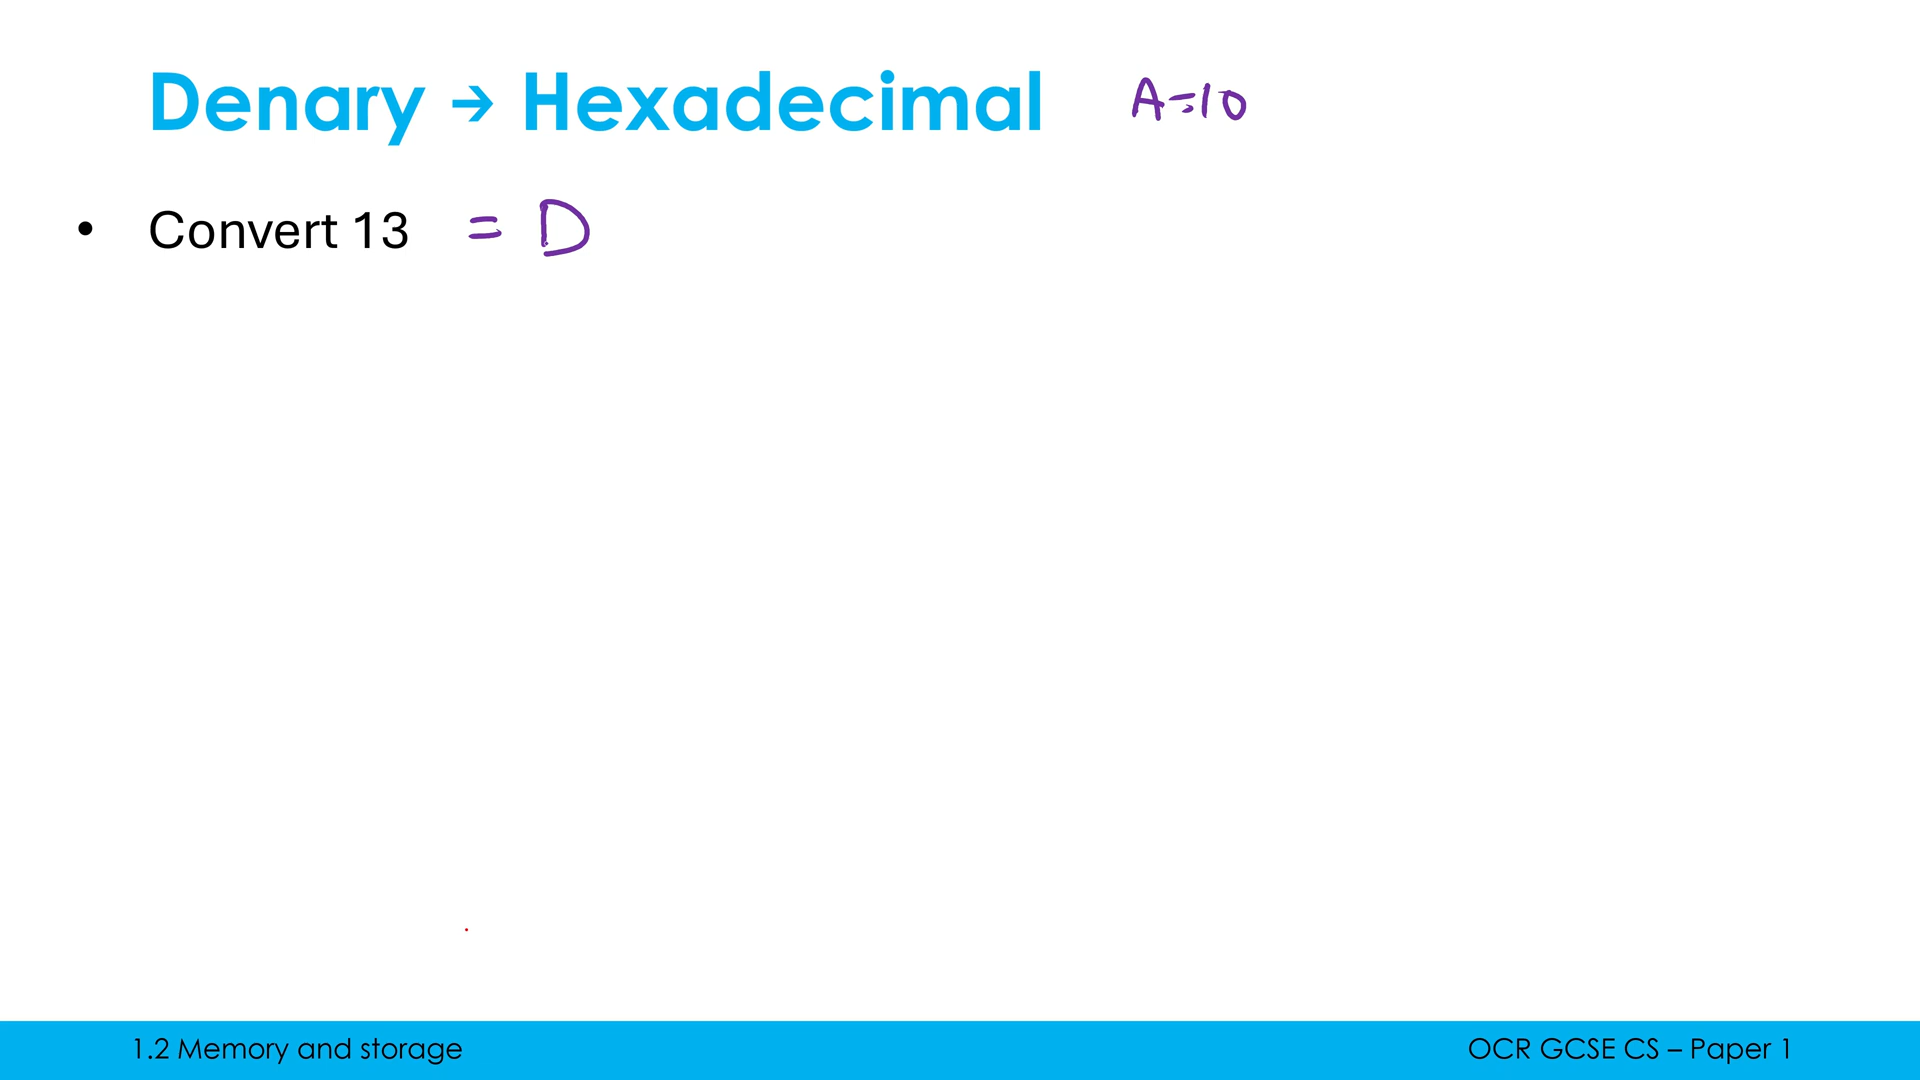 Denary → Hexadecimal A=10
• Convert 13 = D
1.2 Memory and storage
OCR GCSE CS – Paper 1